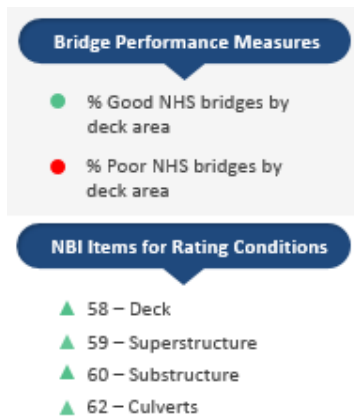 Bridge Performance Measures
% Good NHS bridges by
deck area
% Poor NHS bridges by
deck area
NBI Items for Rating Conditions
58 – Deck
59 – Superstructure
60 – Substructure
62 – Culverts